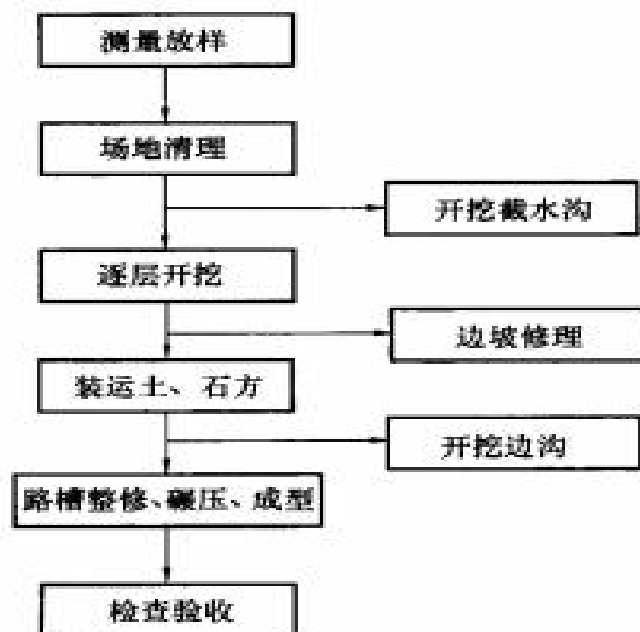 测量放样
场地清理
开挖截水沟
逐层开挖
边坡修理
装运土、石方
开挖边沟
路槽整修、碾压、成型
检查验收